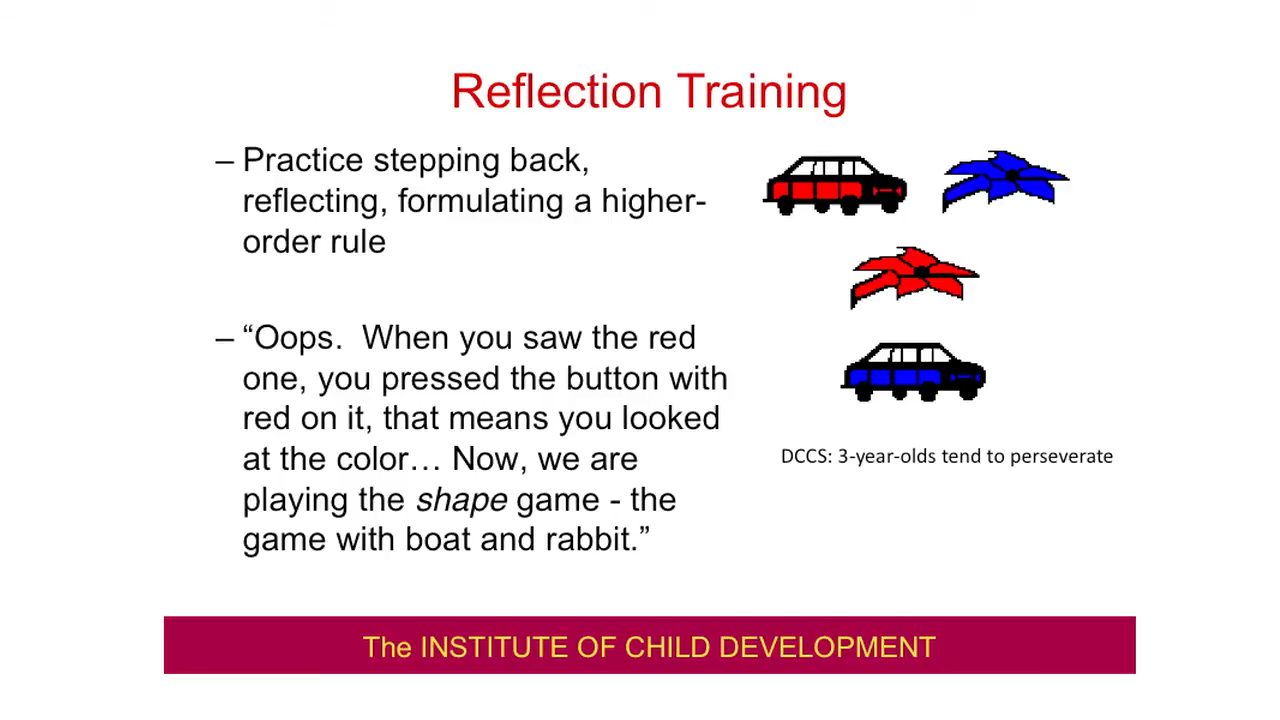 Reflection Training
– Practice stepping back,
reflecting, formulating a higher-
order rule
– “Oops.  When you saw the red
one, you pressed the button with
red on it, that means you looked
at the color… Now, we are
playing the shape game - the
game with boat and rabbit.”
DCCS: 3-year-olds tend to perseverate
The INSTITUTE OF CHILD DEVELOPMENT